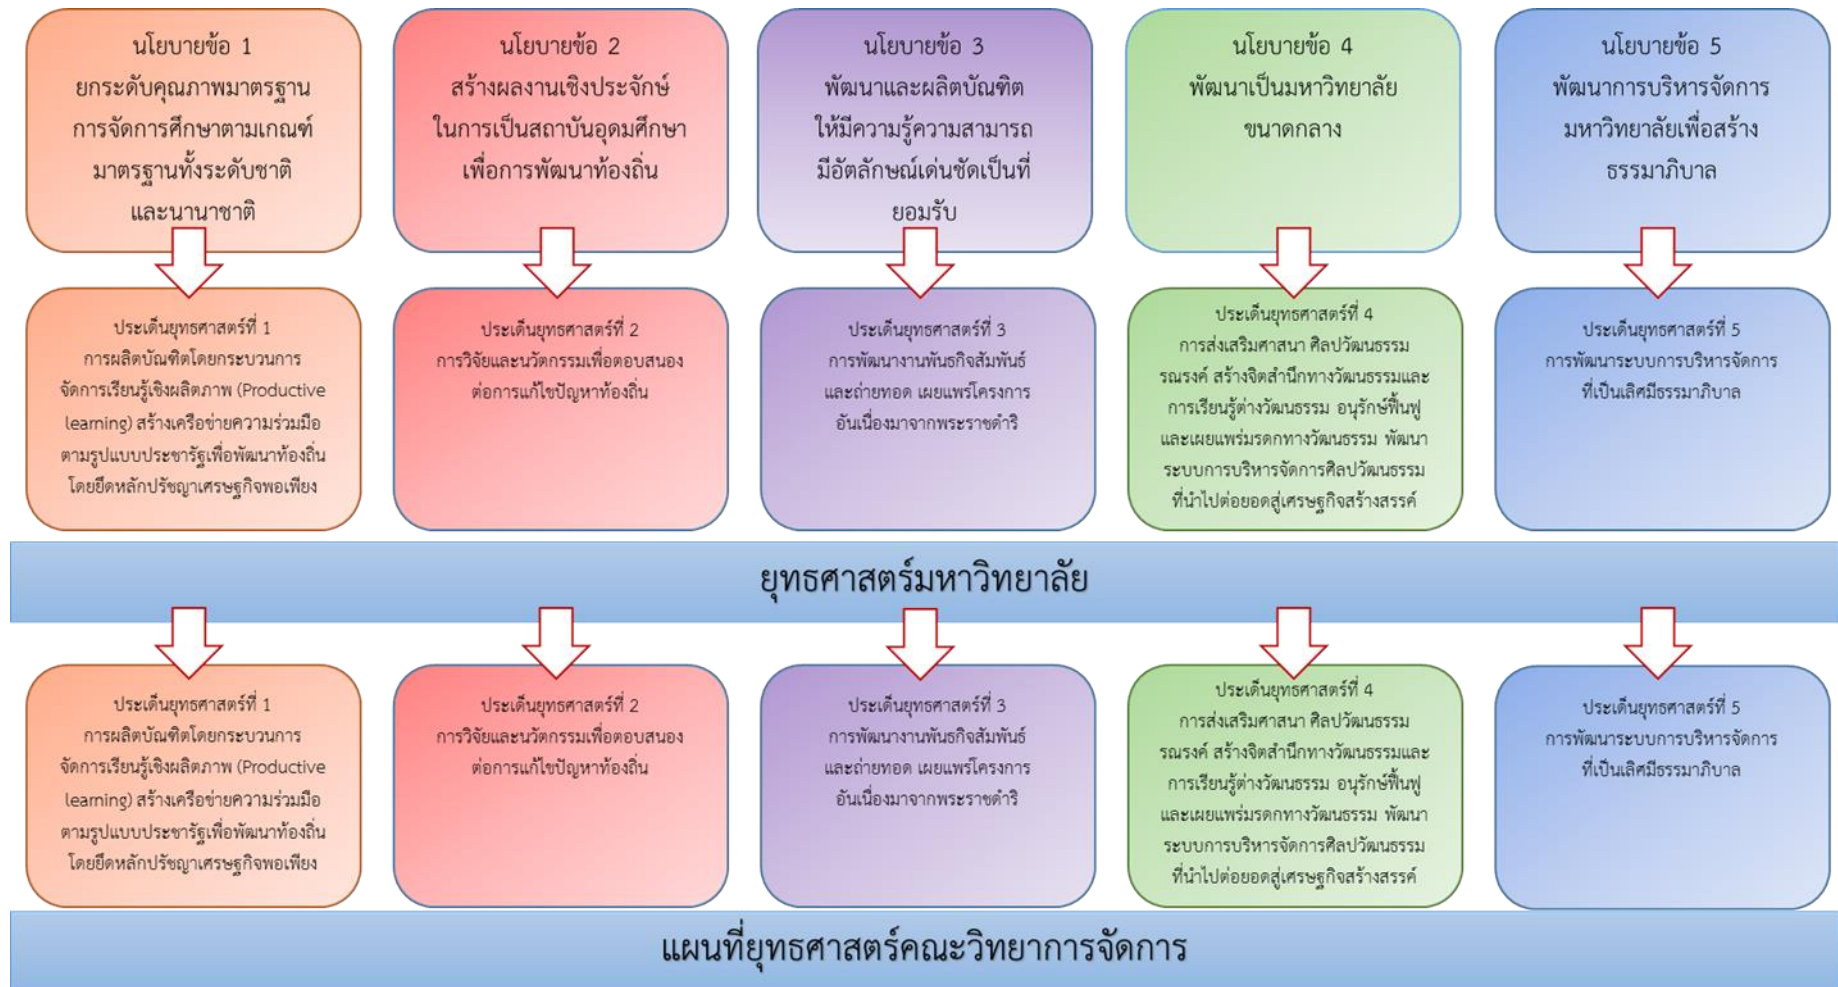 นโยบายข้อ 1
ยกระดับคุณภาพมาตรฐาน
การจัดการศึกษาตามเกณฑ์
มาตรฐานทั้งระดับชาติ
และนานาชาติ
นโยบายข้อ 2
สร้างผลงานเชิงประจักษ์
ในการเป็นสถาบันอุดมศึกษา
เพื่อการพัฒนาท้องถิ่น
นโยบายข้อ 3
พัฒนาและผลิตบัณฑิต
ให้มีความรู้ความสามารถ
มีอัตลักษณ์เด่นชัดเป็นที่
ยอมรับ
นโยบายข้อ 4
พัฒนาเป็นมหาวิทยาลัย
ขนาดกลาง
นโยบายข้อ 5
พัฒนาการบริหารจัดการ
มหาวิทยาลัยเพื่อสร้าง
ธรรมาภิบาล
ประเด็นยุทธศาสตร์ที่ 1
การผลิตบัณฑิตโดยกระบวนการ
จัดการเรียนรู้เชิงผลิตภาพ (Productive
learning) สร้างเครือข่ายความร่วมมือ
ตามรูปแบบประชารัฐเพื่อพัฒนาท้องถิ่น
โดยยึดหลักปรัชญาเศรษฐกิจพอเพียง
ประเด็นยุทธศาสตร์ที่ 2
การวิจัยและนวัตกรรมเพื่อตอบสนอง
ต่อการแก้ไขปัญหาท้องถิ่น
ประเด็นยุทธศาสตร์ที่ 3
การพัฒนางานพันธกิจสัมพันธ์
และถ่ายทอด เผยแพร่โครงการ
อันเนื่องมาจากพระราชดำริ
ประเด็นยุทธศาสตร์ที่ 4
การส่งเสริมศาสนา ศิลปวัฒนธรรม
รณรงค์ สร้างจิตสำนึกทางวัฒนธรรมและ
การเรียนรู้ต่างวัฒนธรรม อนุรักษ์ฟื้นฟู
และเผยแพร่มรดกทางวัฒนธรรม พัฒนา
ระบบการบริหารจัดการศิลปวัฒนธรรม
ที่นำไปต่อยอดสู่เศรษฐกิจสร้างสรรค์
ประเด็นยุทธศาสตร์ที่ 5
การพัฒนาระบบการบริหารจัดการ
ที่เป็นเลิศมีธรรมาภิบาล
ยุทธศาสตร์มหาวิทยาลัย
ประเด็นยุทธศาสตร์ที่ 1
การผลิตบัณฑิตโดยกระบวนการ
จัดการเรียนรู้เชิงผลิตภาพ (Productive
learning) สร้างเครือข่ายความร่วมมือ
ตามรูปแบบประชารัฐเพื่อพัฒนาท้องถิ่น
โดยยึดหลักปรัชญาเศรษฐกิจพอเพียง
ประเด็นยุทธศาสตร์ที่ 2
การวิจัยและนวัตกรรมเพื่อตอบสนอง
ต่อการแก้ไขปัญหาท้องถิ่น
ประเด็นยุทธศาสตร์ที่ 3
การพัฒนางานพันธกิจสัมพันธ์
และถ่ายทอด เผยแพร่โครงการ
อันเนื่องมาจากพระราชดำริ
ประเด็นยุทธศาสตร์ที่ 4
การส่งเสริมศาสนา ศิลปวัฒนธรรม
รณรงค์ สร้างจิตสำนึกทางวัฒนธรรมและ
การเรียนรู้ต่างวัฒนธรรม อนุรักษ์ฟื้นฟู
และเผยแพร่มรดกทางวัฒนธรรม พัฒนา
ระบบการบริหารจัดการศิลปวัฒนธรรม
ที่นำไปต่อยอดสู่เศรษฐกิจสร้างสรรค์
ประเด็นยุทธศาสตร์ที่ 5
การพัฒนาระบบการบริหารจัดการ
ที่เป็นเลิศมีธรรมาภิบาล
แผนที่ยุทธศาสตร์คณะวิทยาการจัดการ